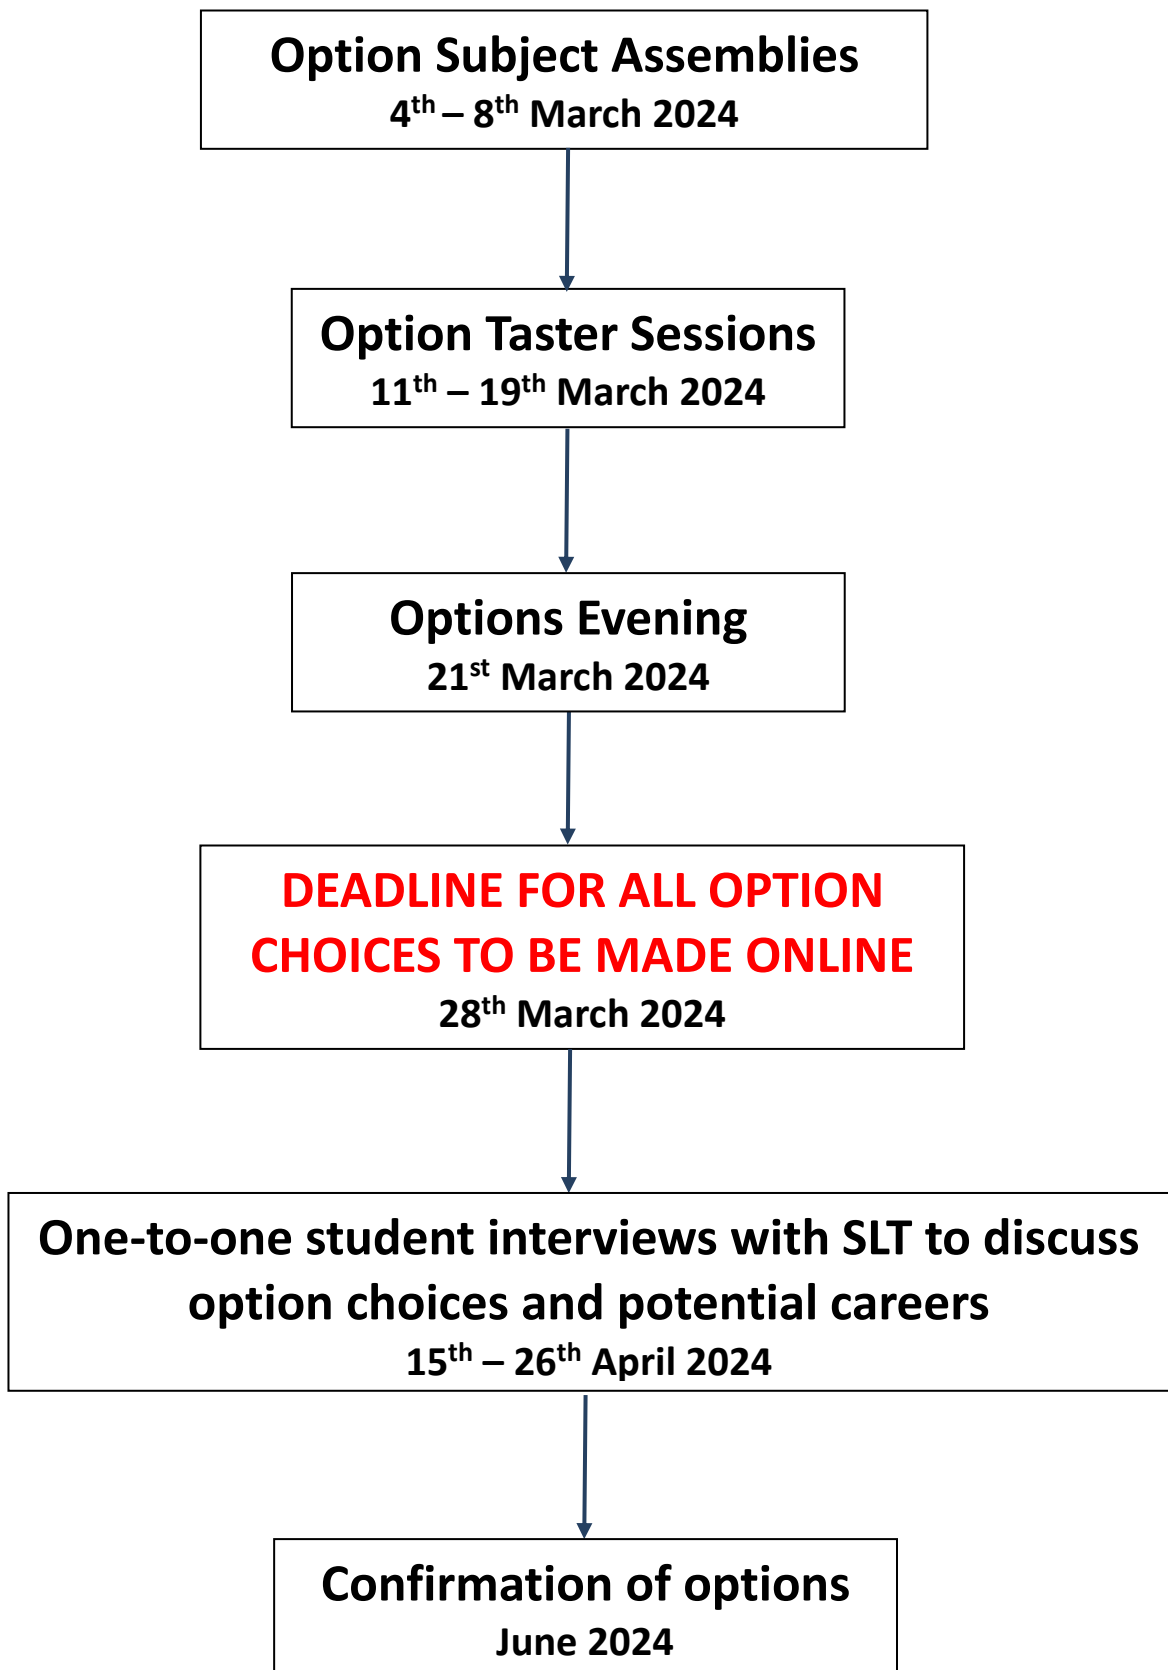 Option Subject Assemblies
4th – 8th March 2024
Option Taster Sessions
11th – 19th March 2024
Options Evening
21st March 2024
DEADLINE FOR ALL OPTION
CHOICES TO BE MADE ONLINE
28th March 2024
One-to-one student interviews with SLT to discuss
option choices and potential careers
15th – 26th April 2024
Confirmation of options
June 2024